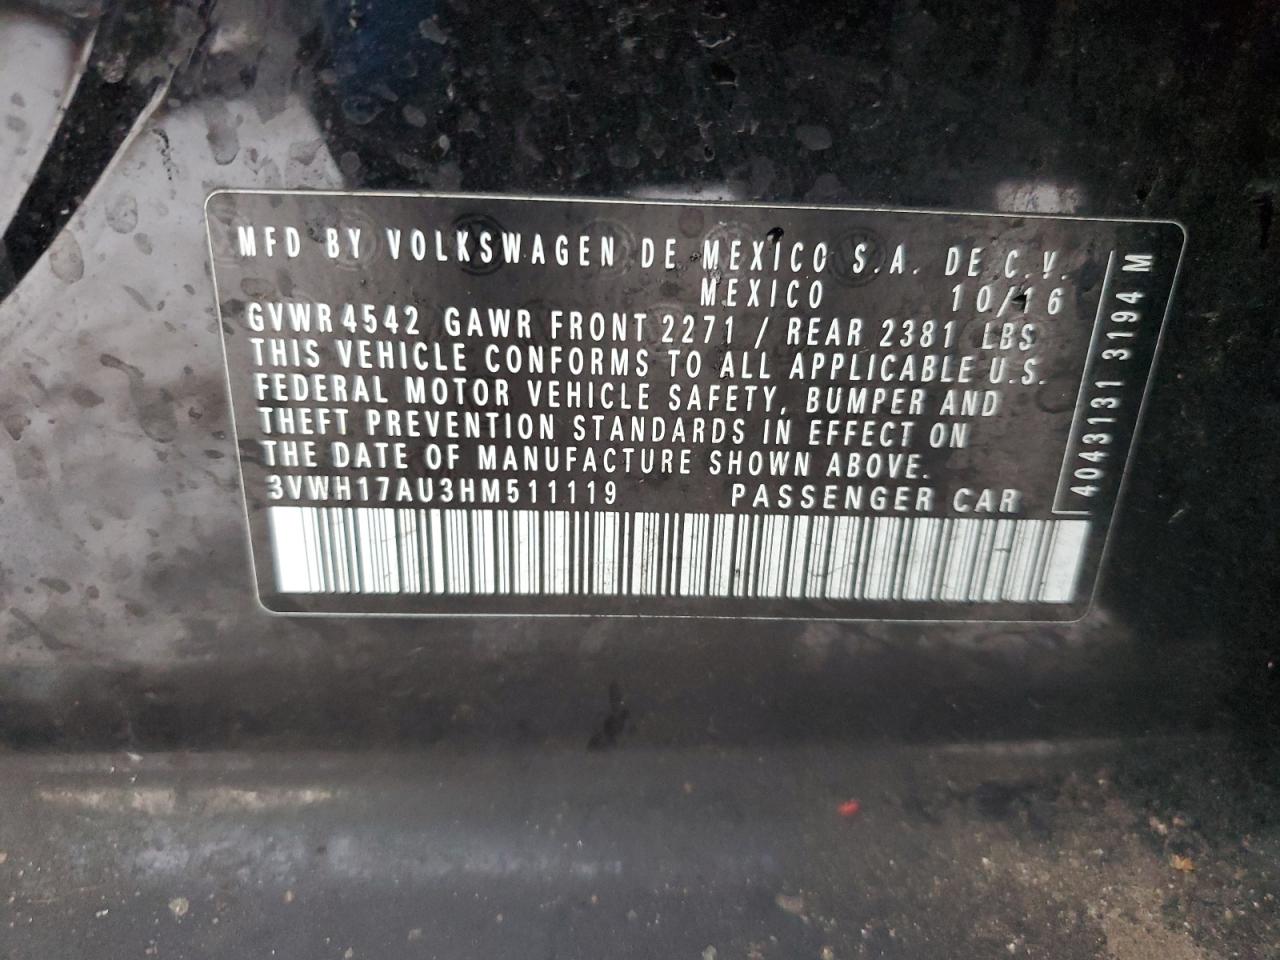 MFD BY VOLKSWAGEN DE MEXICO S.A. DE C.V.
MEXICO 10/16
GVWR 4542 GAWR FRONT 2271 / REAR 2381 LBS
THIS VEHICLE CONFORMS TO ALL APPLICABLE U.S.
FEDERAL MOTOR VEHICLE SAFETY, BUMPER AND
THEFT PREVENTION STANDARDS IN EFFECT ON
THE DATE OF MANUFACTURE SHOWN ABOVE.
3VWH17AU3HM511119 PASSENGER CAR
4043131 3194 M